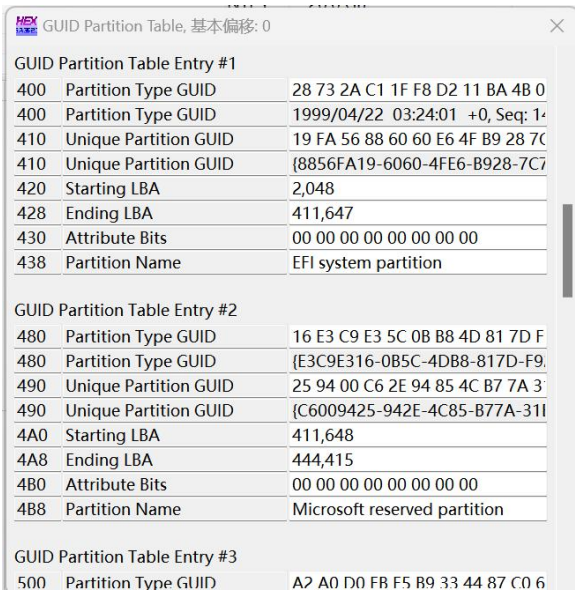 HEX GUID Partition Table, 基本偏移: 0
GUID Partition Table Entry #1
400 Partition Type GUID 28 73 2A C1 1F F8 D2 11 BA 4B 0
400 Partition Type GUID 1999/04/22 03:24:01 +0, Seq: 14
410 Unique Partition GUID 19 FA 56 88 60 60 E6 4F B9 28 7C
410 Unique Partition GUID {8856FA19-6060-4FE6-B928-7C7
420 Starting LBA 2,048
428 Ending LBA 411,647
430 Attribute Bits 00 00 00 00 00 00 00 00
438 Partition Name EFI system partition
GUID Partition Table Entry #2
480 Partition Type GUID 16 E3 C9 E3 5C 0B B8 4D 81 7D F
480 Partition Type GUID {E3C9E316-0B5C-4DB8-817D-F9
490 Unique Partition GUID 25 94 00 C6 2E 94 85 4C B7 7A 3
490 Unique Partition GUID {C6009425-942E-4C85-B77A-31
4A0 Starting LBA 411,648
4A8 Ending LBA 444,415
4B0 Attribute Bits 00 00 00 00 00 00 00 00
4B8 Partition Name Microsoft reserved partition
GUID Partition Table Entry #3
500 Partition Type GUID A2 A0 D0 EB E5 B9 33 44 87 C0 6